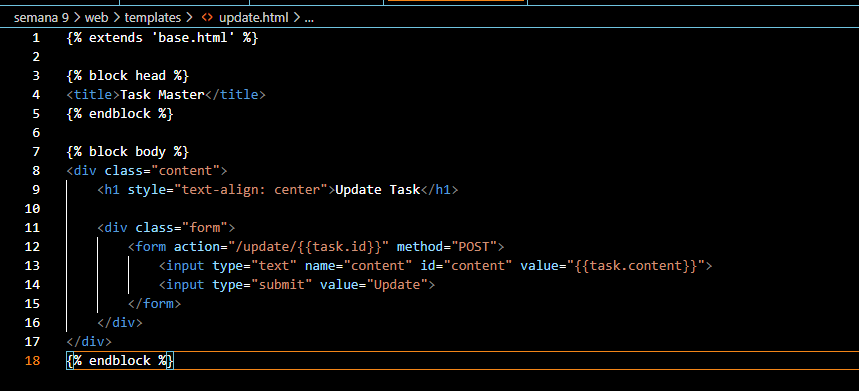 semana 9 > web > templates > <> update.html > ...
1 {% extends 'base.html' %}
2
3 {% block head %}
4 <title>Task Master</title>
5 {% endblock %}
6
7 {% block body %}
8 <div class="content">
9     <h1 style="text-align: center">Update Task</h1>
10
11     <div class="form">
12         <form action="/update/{{task.id}}" method="POST">
13             <input type="text" name="content" id="content" value="{{task.content}}">
14             <input type="submit" value="Update">
15         </form>
16     </div>
17 </div>
18 {% endblock %}